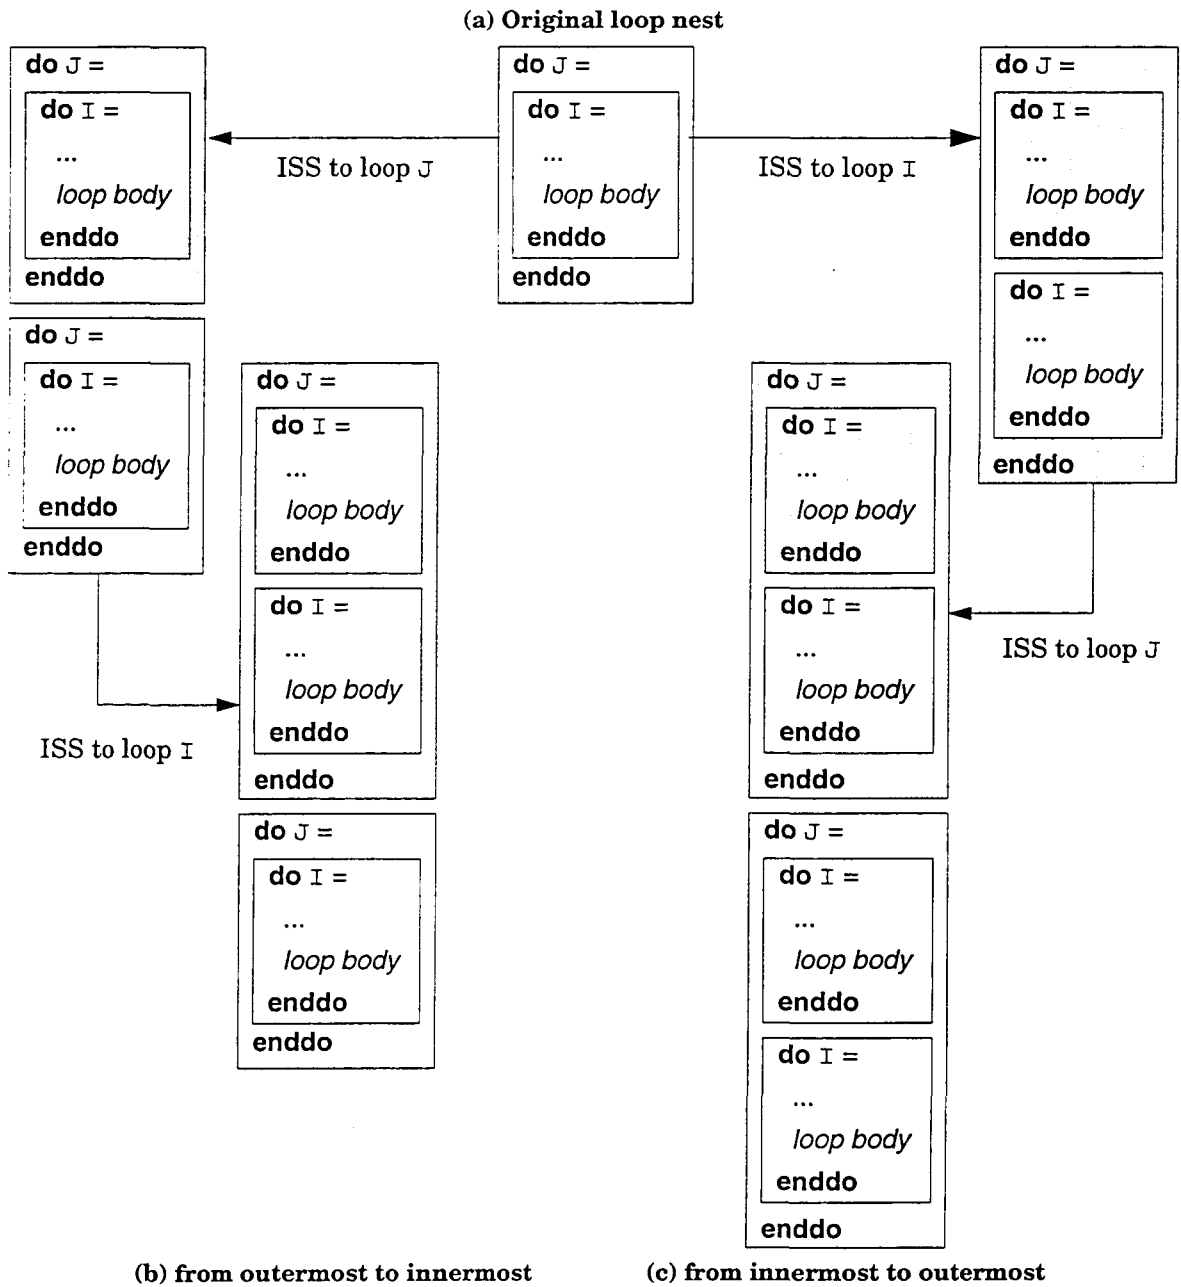 (a) Original loop nest
do J =
do I =
...
loop body
enddo
enddo
do J =
do I =
...
loop body
enddo
enddo
ISS to loop J
do J =
do I =
...
loop body
enddo
enddo
ISS to loop I
do J =
do I =
...
loop body
enddo
do I =
...
loop body
enddo
enddo
ISS to loop I
do J =
do I =
...
loop body
enddo
do I =
...
loop body
enddo
enddo
do J =
do I =
...
loop body
enddo
enddo
ISS to loop J
do J =
do I =
...
loop body
enddo
do I =
...
loop body
enddo
enddo
do J =
do I =
...
loop body
enddo
do I =
...
loop body
enddo
enddo
(b) from outermost to innermost
(c) from innermost to outermost